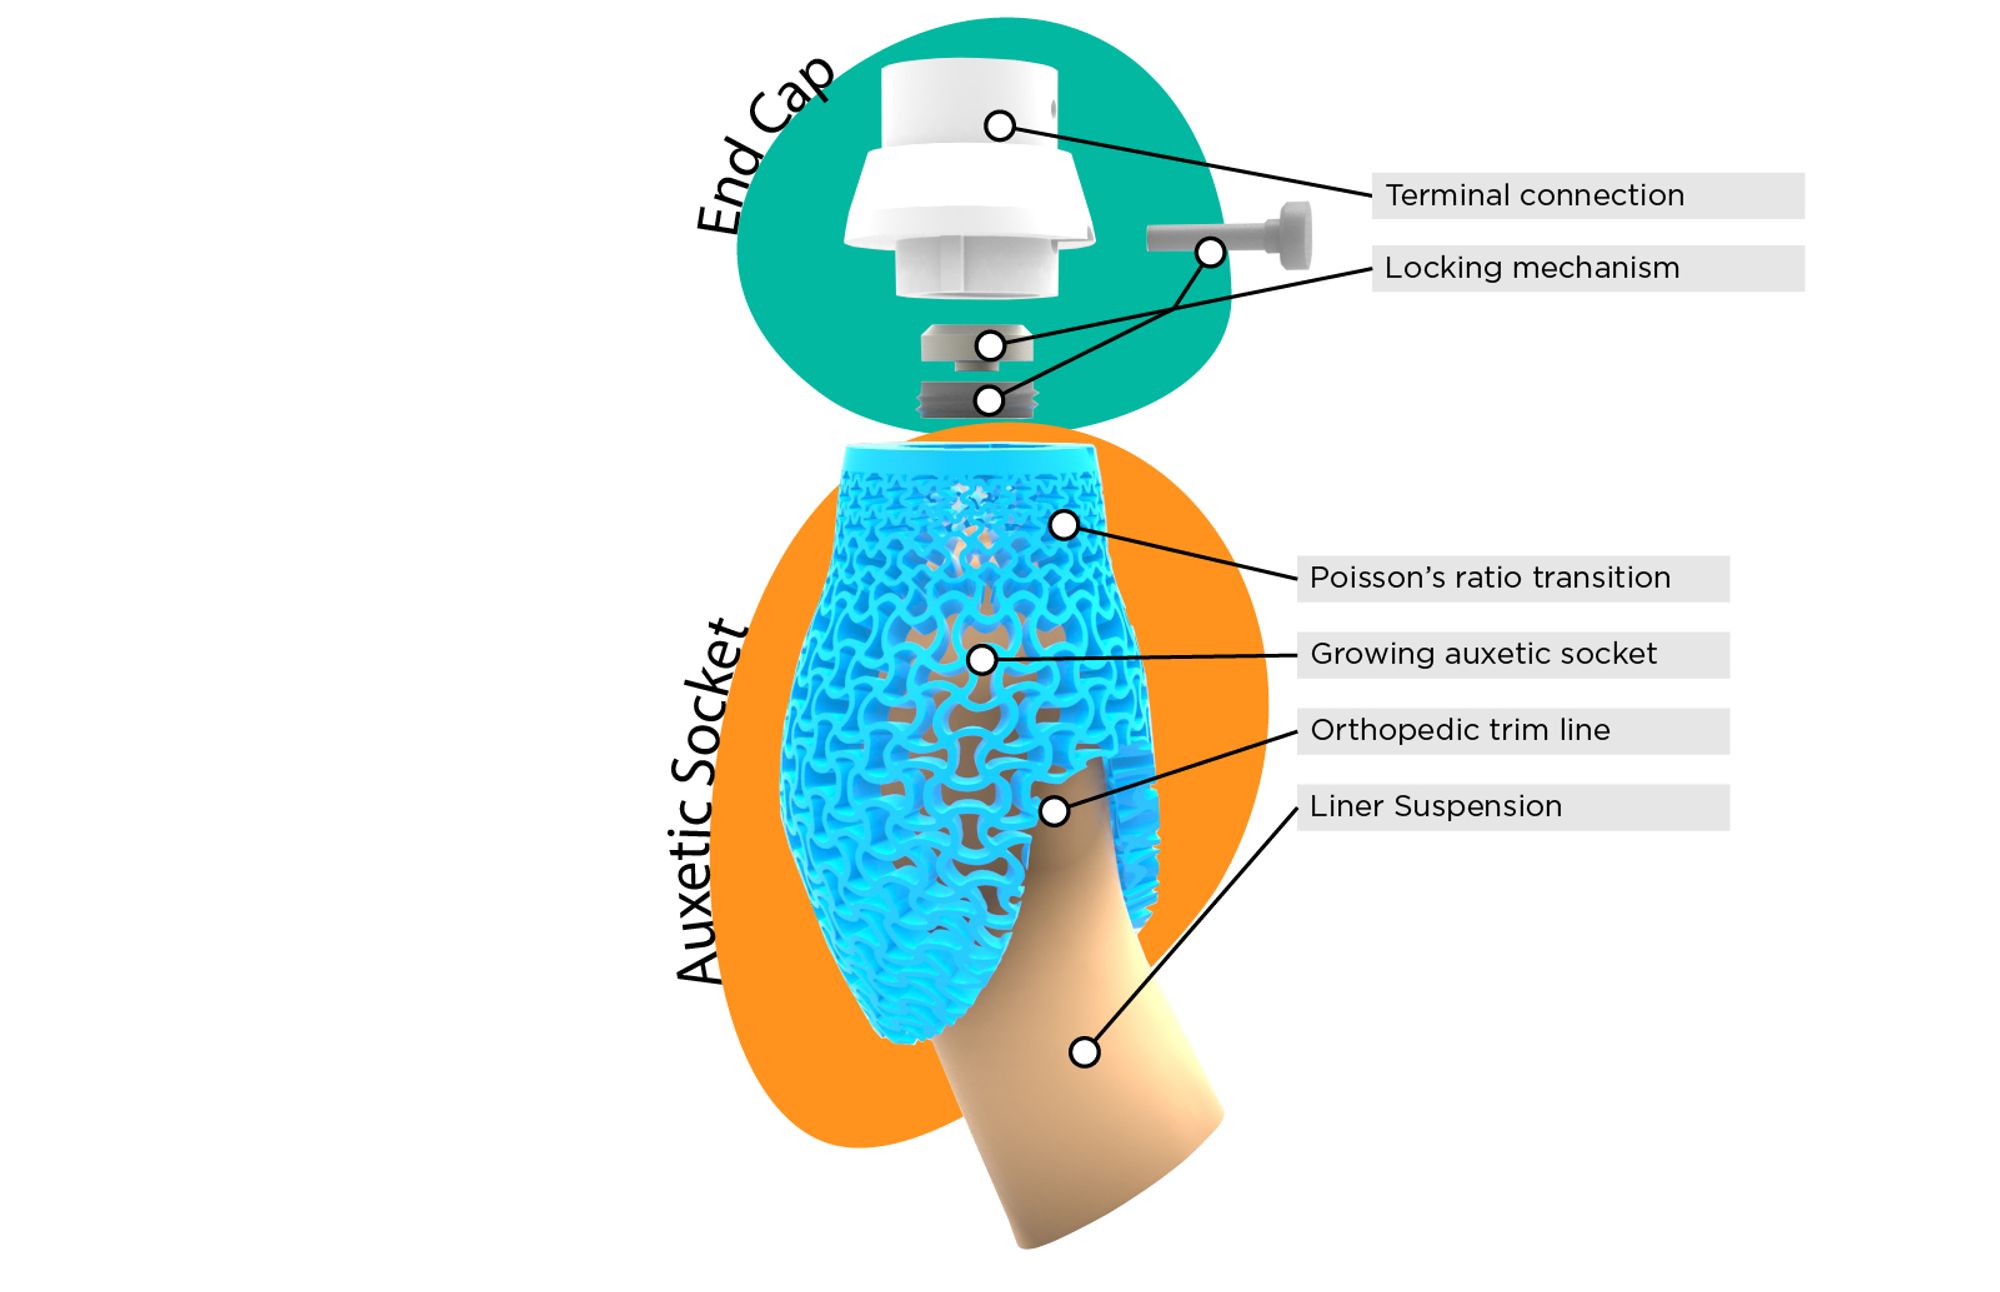 End Cap
Terminal connection
Locking mechanism
Auxetic Socket
Poisson’s ratio transition
Growing auxetic socket
Orthopedic trim line
Liner Suspension